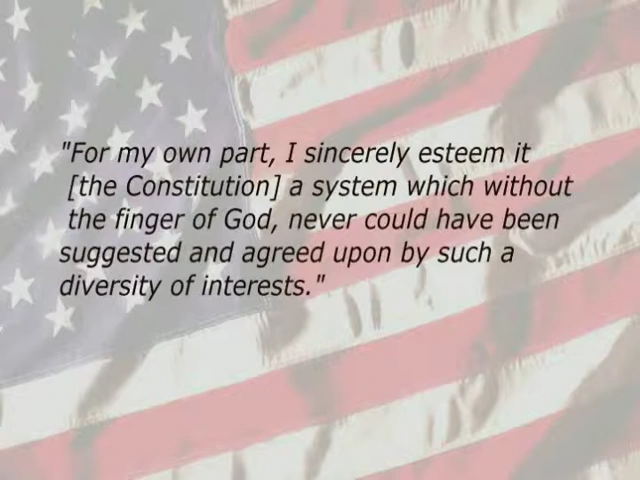 "For my own part, I sincerely esteem it
[the Constitution] a system which without
the finger of God, never could have been
suggested and agreed upon by such a
diversity of interests."